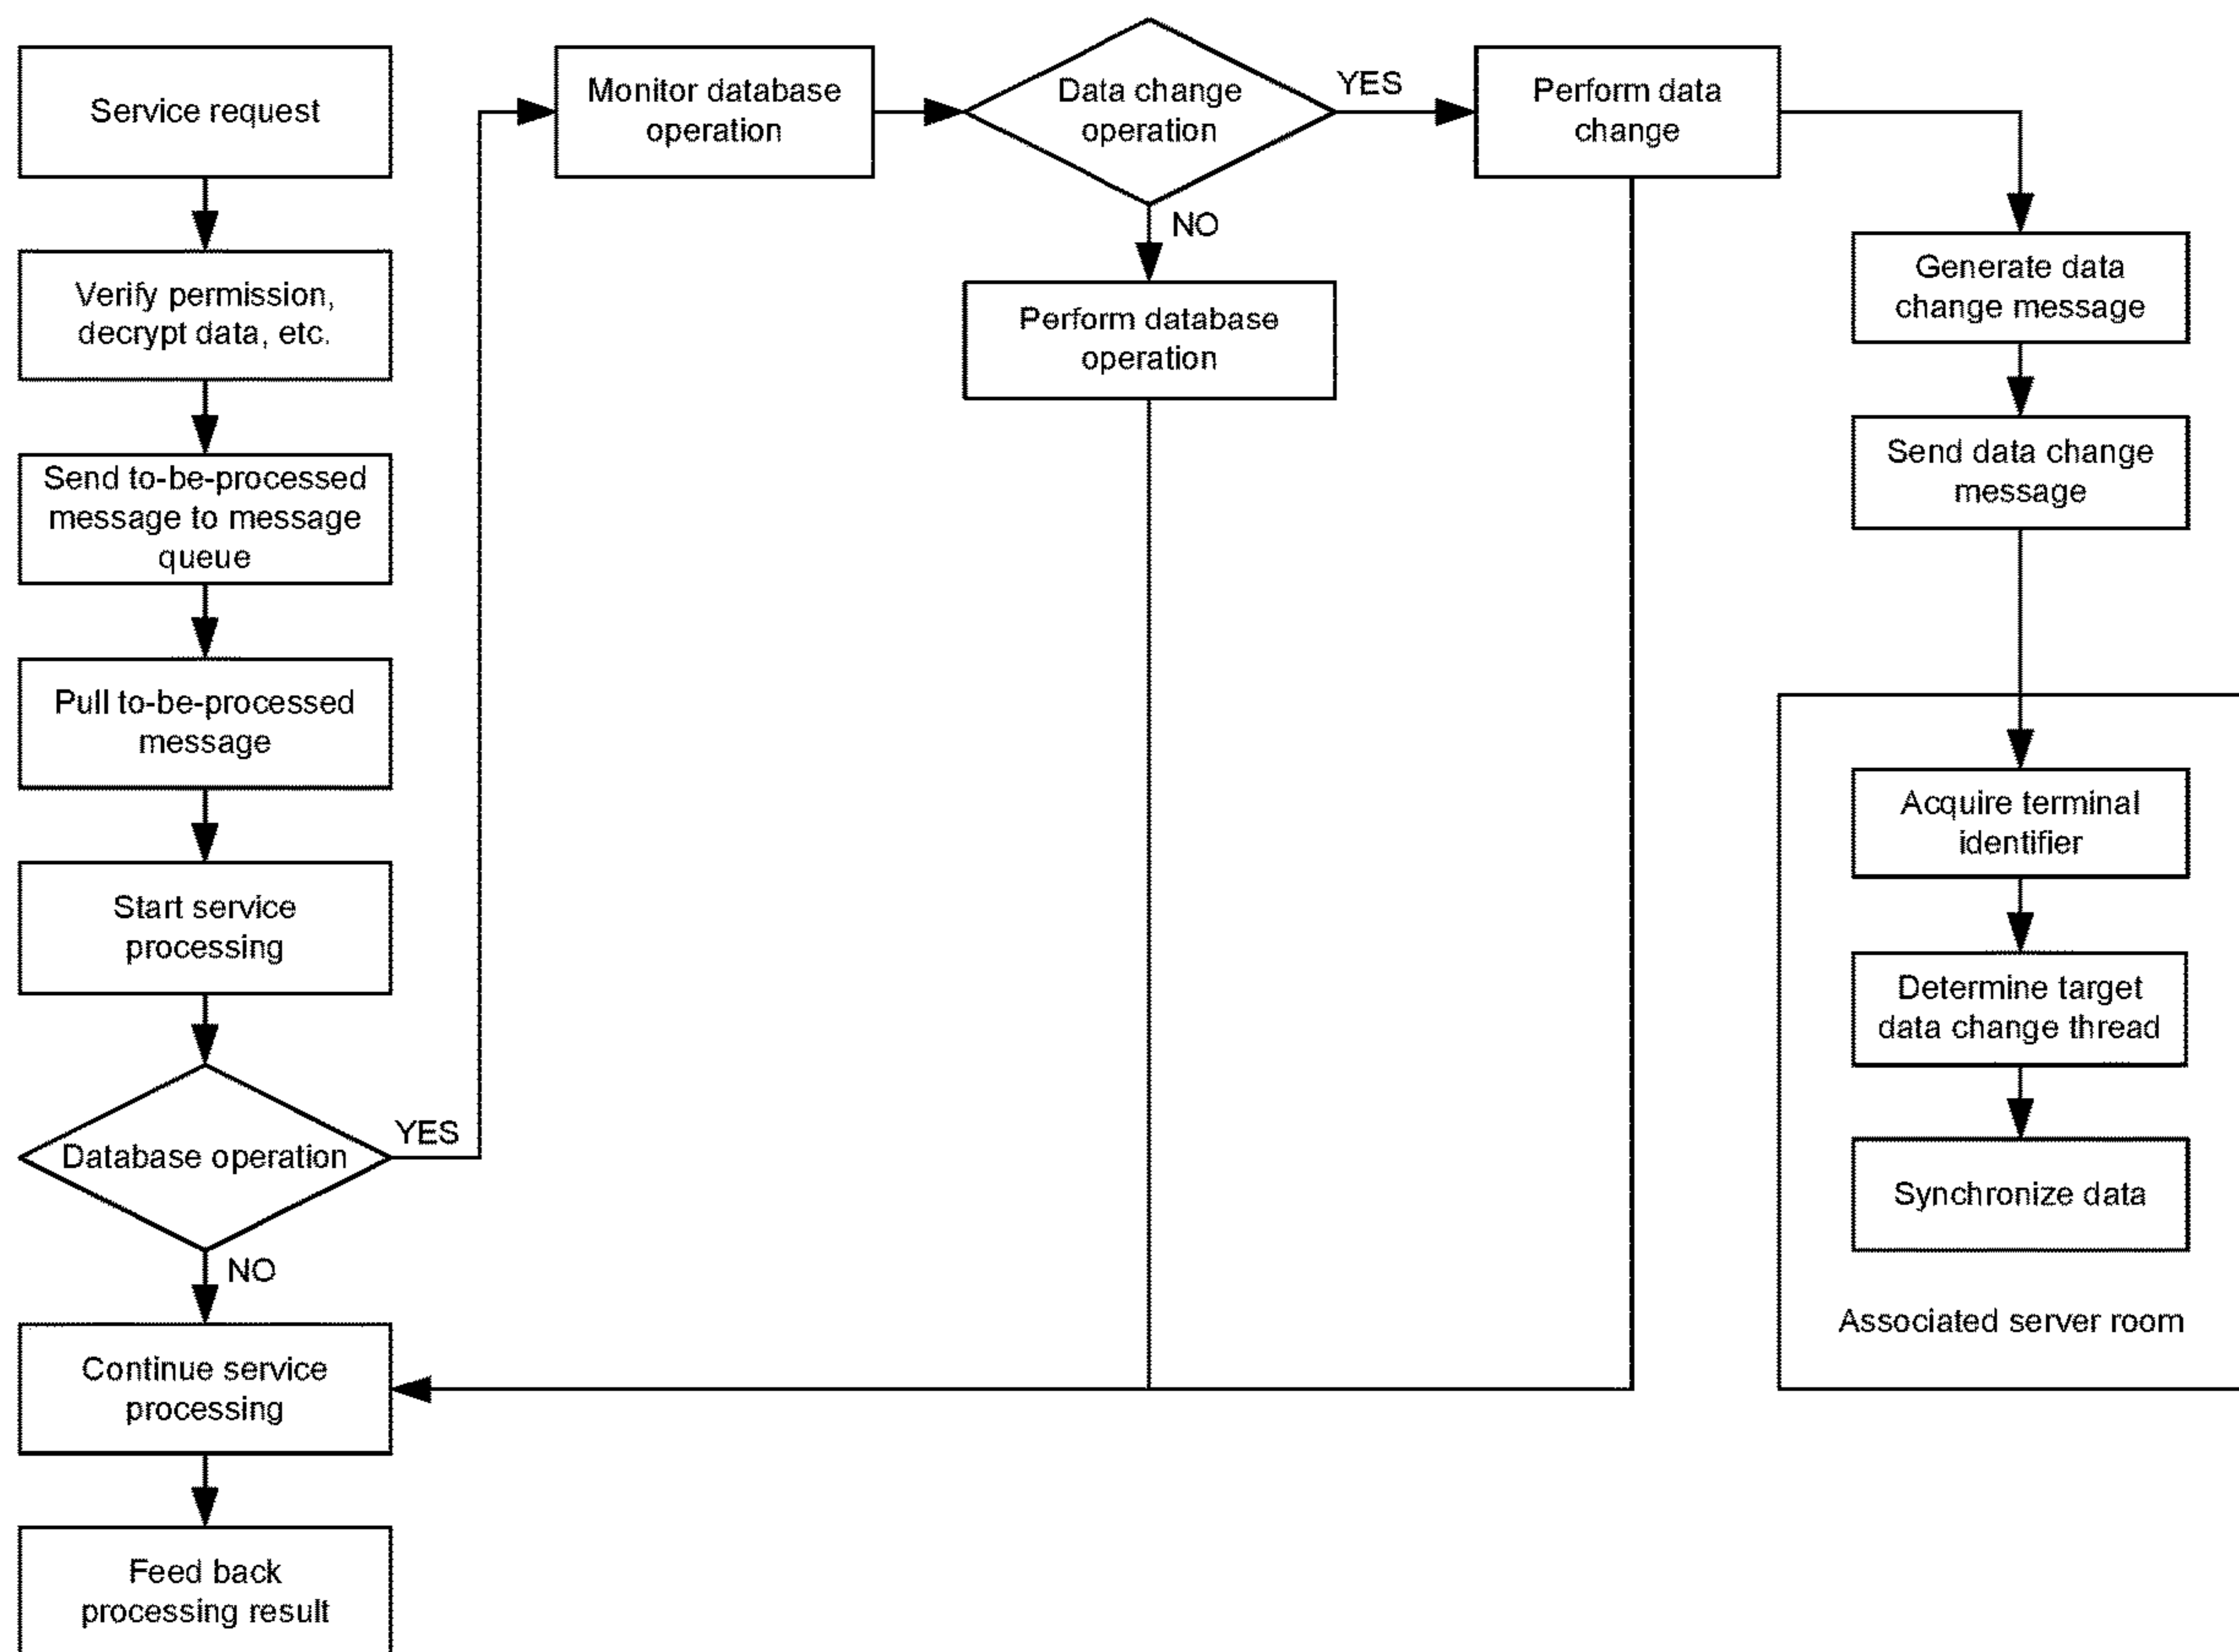 Service request
Verify permission,
decrypt data, etc.
Send to-be-processed
message to message
queue
Pull to-be-processed
message
Start service
processing
Database operation
YES
NO
Continue service
processing
Feed back
processing result
Monitor database
operation
Data change
operation
YES
NO
Perform database
operation
Perform data
change
Generate data
change message
Send data change
message
Acquire terminal
identifier
Determine target
data change thread
Synchronize data
Associated server room